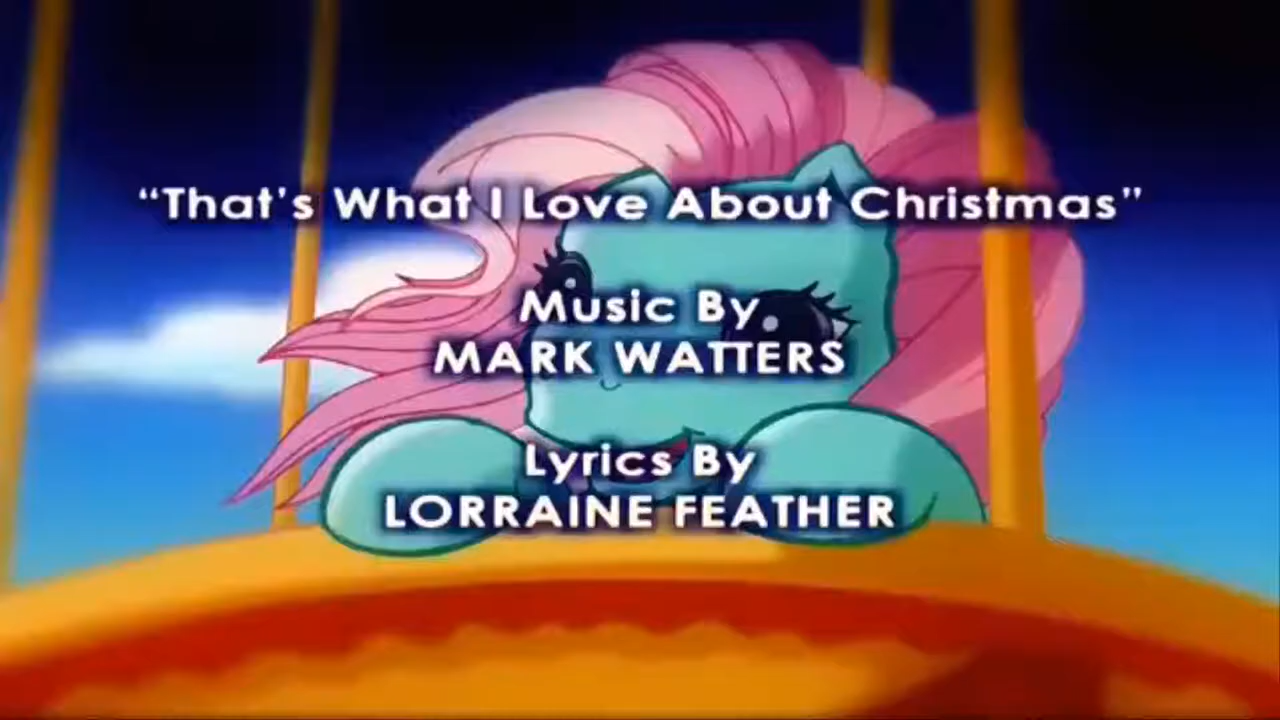 “That's What I Love About Christmas”
Music By
MARK WATTERS
Lyrics By
LORRAINE FEATHER